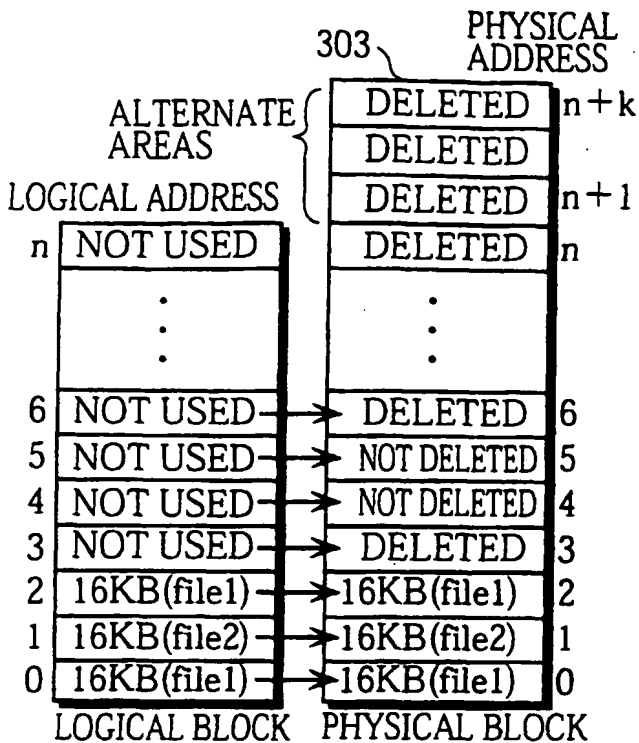 303
PHYSICAL
ADDRESS
ALTERNATE
AREAS
DELETED n+k
DELETED
DELETED n+1
LOGICAL ADDRESS
n NOT USED DELETED n
6 NOT USED DELETED 6
5 NOT USED NOT DELETED 5
4 NOT USED NOT DELETED 4
3 NOT USED DELETED 3
2 16KB(file1) 16KB(file1) 2
1 16KB(file2) 16KB(file2) 1
0 16KB(file1) 16KB(file1) 0
LOGICAL BLOCK PHYSICAL BLOCK